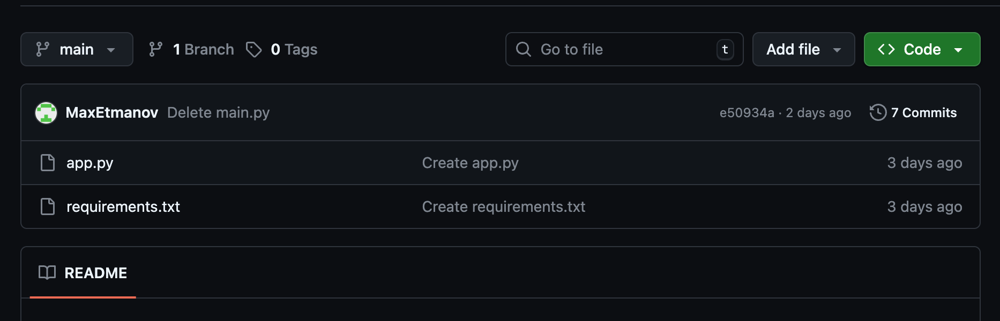 main 1 Branch 0 Tags Go to file t Add file <> Code
MaxEtmanov Delete main.py e50934a · 2 days ago 7 Commits
app.py Create app.py 3 days ago
requirements.txt Create requirements.txt 3 days ago
README